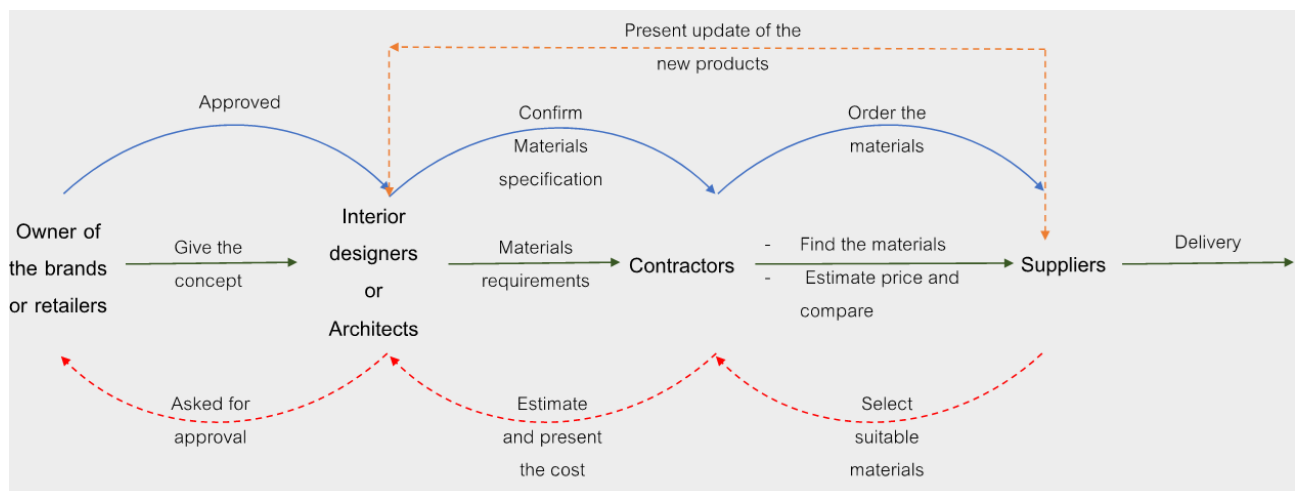 Present update of the
new products
Approved
Confirm
Materials
specification
Order the
materials
Owner of
the brands
or retailers
Give the
concept
Interior
designers
or
Architects
Materials
requirements
Contractors
- Find the materials
- Estimate price and
compare
Suppliers
Delivery
Asked for
approval
Estimate
and present
the cost
Select
suitable
materials